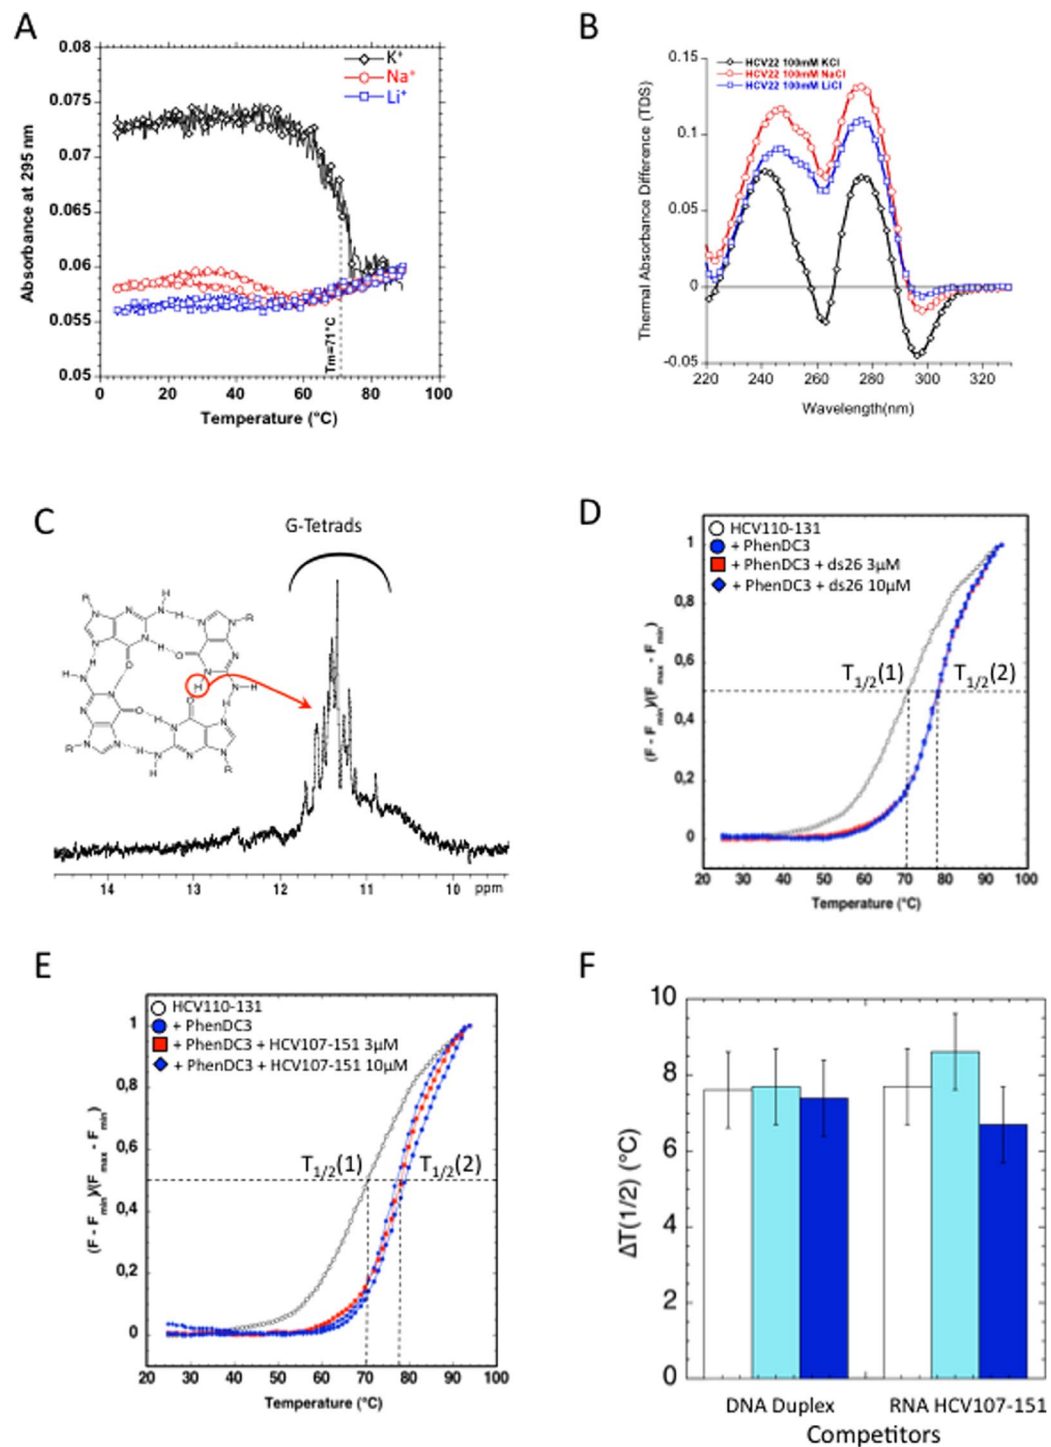 A
0.08
0.075
0.07
0.065
0.06
0.055
0.05
K+
Na+
Li+
Absorbance at 295 nm
Tm=71°C
0 20 40 60 80 100
Temperature (°C)
B
0.15
0.1
0.05
0
-0.05
HCV22 100mM KCl
HCV22 100mM NaCl
HCV22 100mM LiCl
Thermal Absorbance Difference (TDS)
220 240 260 280 300 320
Wavelength(nm)
C
G-Tetrads
14 13 12 11 10 ppm
D
HCV110-131
+ PhenDC3
+ PhenDC3 + ds26 3µM
+ PhenDC3 + ds26 10µM
1
0,8
0,6
0,4
0,2
0
T1/2(1) T1/2(2)
(F - Fmin)/(Fmax - Fmin)
20 30 40 50 60 70 80 90 100
Temperature (°C)
E
HCV110-131
+ PhenDC3
+ PhenDC3 + HCV107-151 3µM
+ PhenDC3 + HCV107-151 10µM
1
0,8
0,6
0,4
0,2
0
T1/2(1) T1/2(2)
(F - Fmin)/(Fmax - Fmin)
20 30 40 50 60 70 80 90 100
Temperature (°C)
F
10
8
6
4
2
0
ΔT(1/2) (°C)
DNA Duplex RNA HCV107-151
Competitors